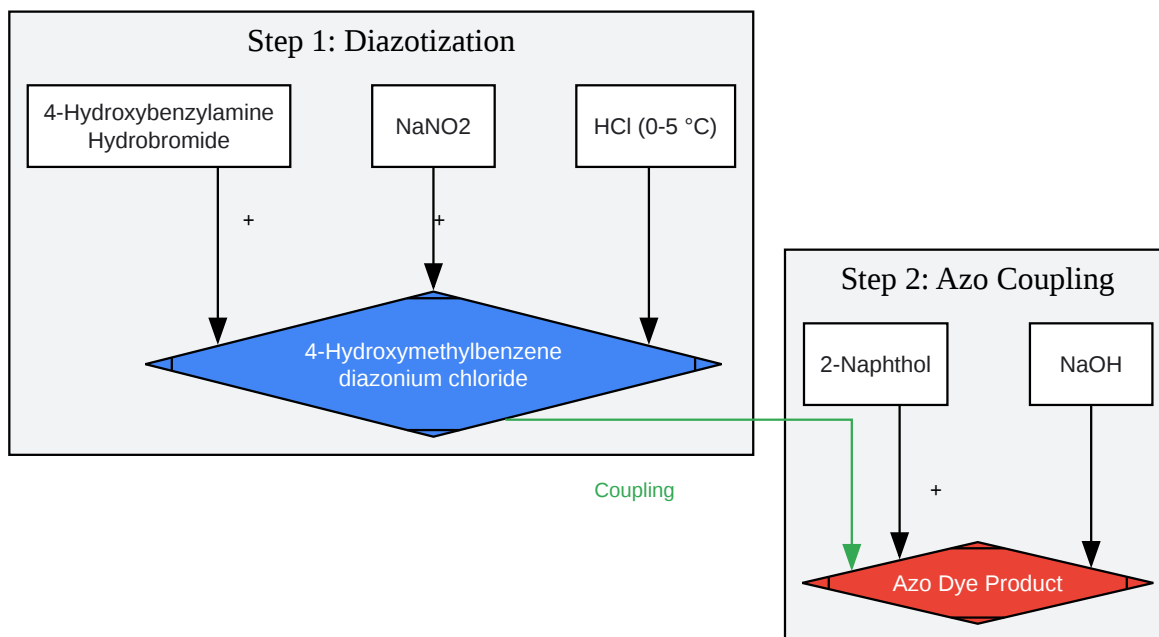 Step 1: Diazotization
4-Hydroxybenzylamine
Hydrobromide
NaNO2
HCl (0-5 °C)
+
+
4-Hydroxymethylbenzene
diazonium chloride
Coupling
Step 2: Azo Coupling
2-Naphthol
NaOH
+
Azo Dye Product